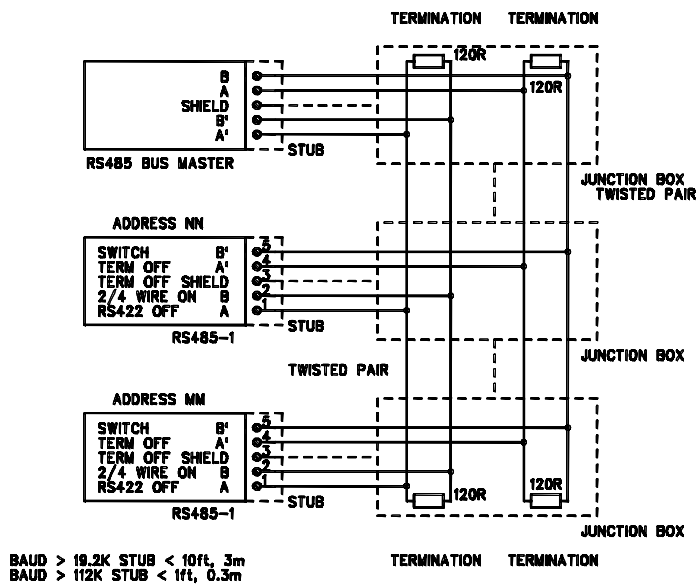 TERMINATION TERMINATION
120R
120R
B
A
SHIELD
B'
A'
STUB
RS485 BUS MASTER
JUNCTION BOX
TWISTED PAIR
ADDRESS NN
SWITCH B' 5
TERM OFF A' 4
TERM OFF SHIELD 3
2/4 WIRE ON B 2
RS422 OFF A 1
STUB
RS485-1
JUNCTION BOX
TWISTED PAIR
ADDRESS MM
SWITCH B' 5
TERM OFF A' 4
TERM OFF SHIELD 3
2/4 WIRE ON B 2
RS422 OFF A 1
120R 120R
STUB
RS485-1
JUNCTION BOX
BAUD > 19.2K STUB < 10ft, 3m
BAUD > 112K STUB < 1ft, 0.3m
TERMINATION TERMINATION